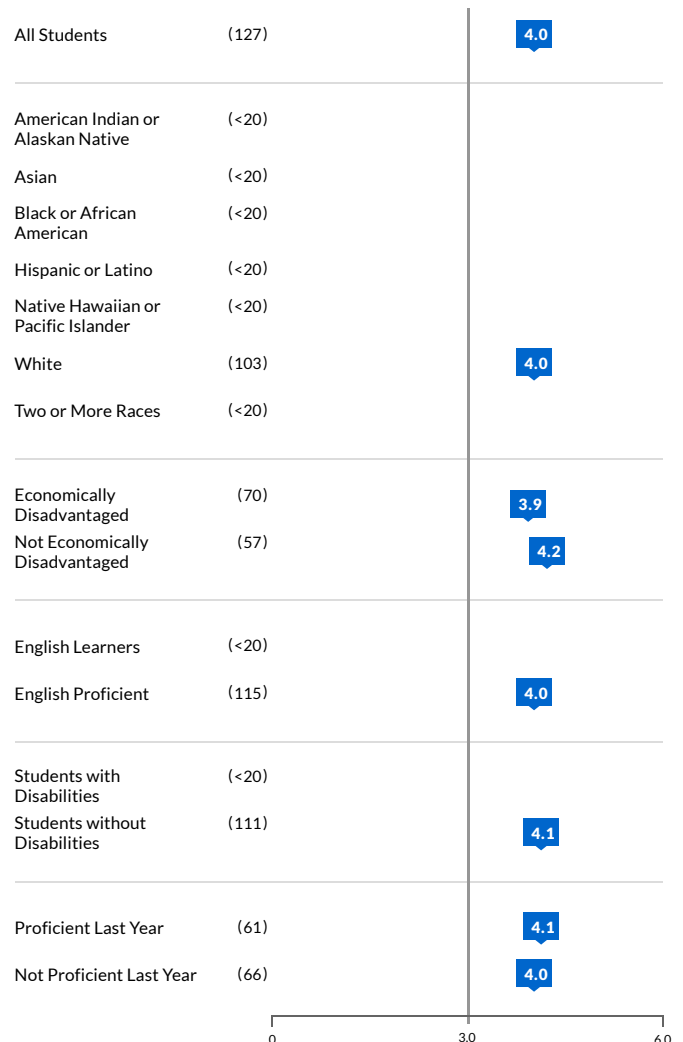 All Students (127) 4.0
American Indian or (<20)
Alaskan Native
Asian (<20)
Black or African (<20)
American
Hispanic or Latino (<20)
Native Hawaiian or (<20)
Pacific Islander
White (103) 4.0
Two or More Races (<20)
Economically (70) 3.9
Disadvantaged
Not Economically (57) 4.2
Disadvantaged
English Learners (<20)
English Proficient (115) 4.0
Students with (<20)
Disabilities
Students without (111) 4.1
Disabilities
Proficient Last Year (61) 4.1
Not Proficient Last Year (66) 4.0
0 3.0 6.0